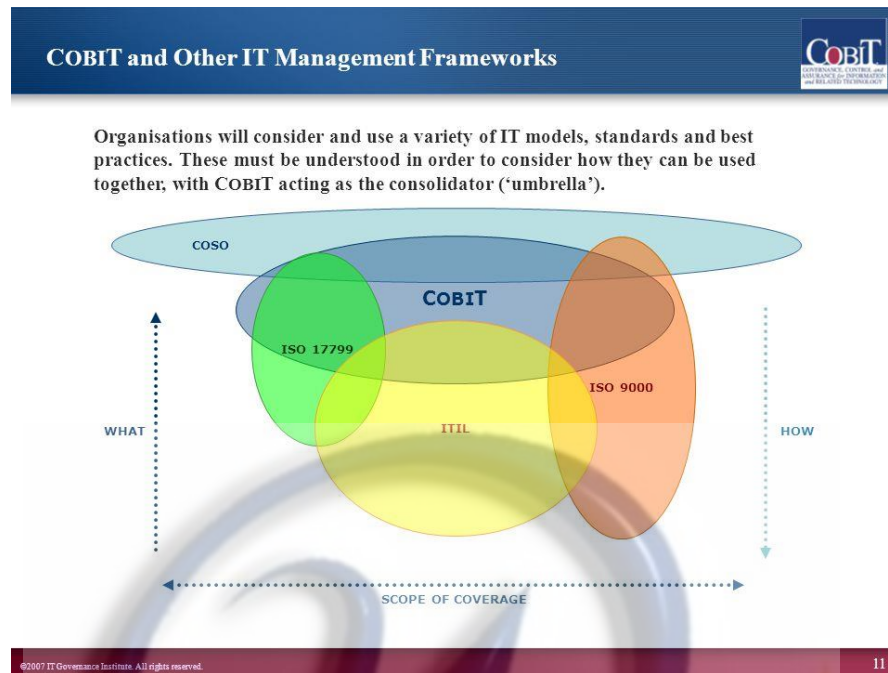 COBIT and Other IT Management Frameworks
COBIT
GOVERNANCE, CONTROL and
ASSURANCE for INFORMATION
and RELATED TECHNOLOGY
Organisations will consider and use a variety of IT models, standards and best
practices. These must be understood in order to consider how they can be used
together, with COBIT acting as the consolidator (‘umbrella’).
COSO
COBIT
ISO 17799
ISO 9000
WHAT
ITIL
HOW
SCOPE OF COVERAGE
©2007 IT Governance Institute. All rights reserved.
11